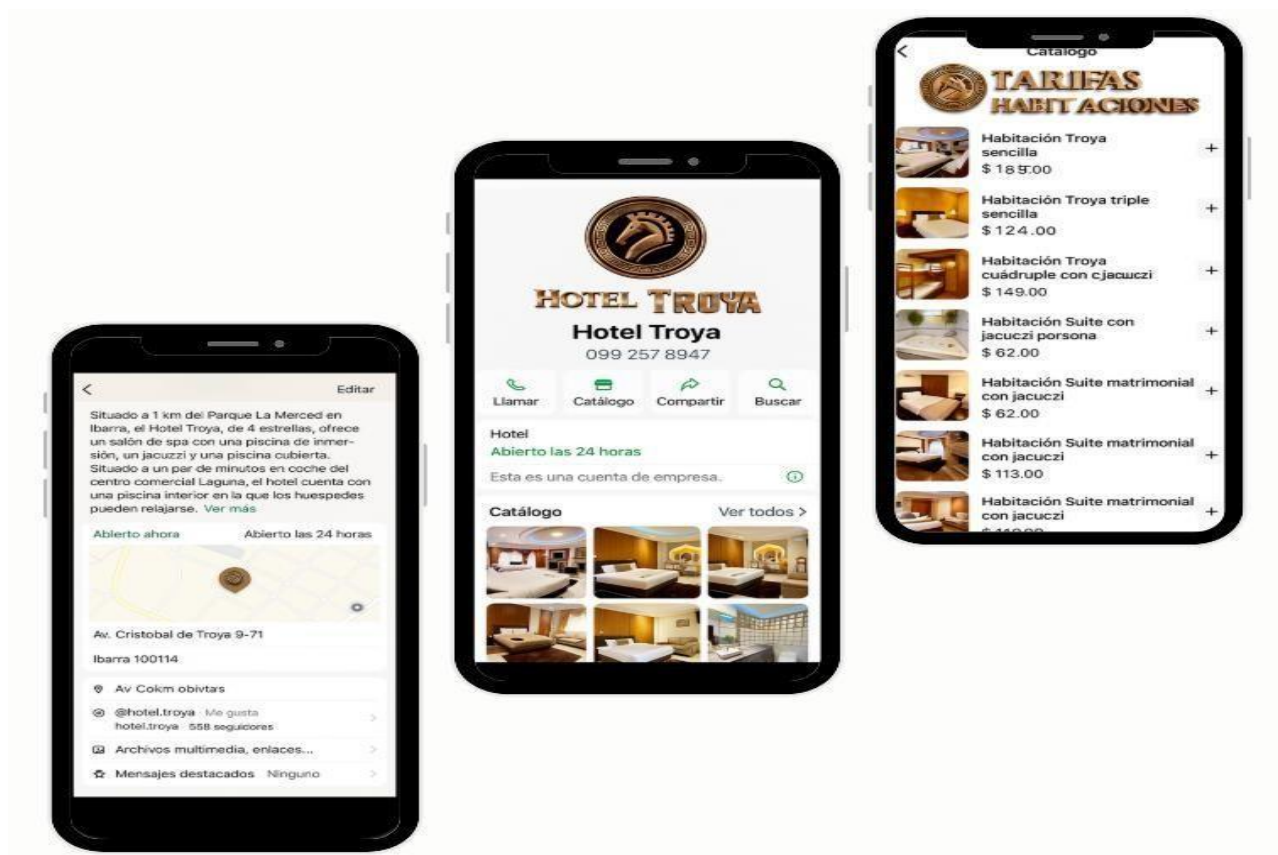 Editar
Situado a 1 km del Parque La Merced en
Ibarra, el Hotel Troya, de 4 estrellas, ofrece
un salón de spa con una piscina de inmer-
sión, un jacuzzi y una piscina cubierta.
Situado a un par de minutos en coche del
centro comercial Laguna, el hotel cuenta con
una piscina interior en la que los huespedes
pueden relajarse. Ver más
Abierto ahora Abierto las 24 horas
Av. Cristobal de Troya 9-71
Ibarra 100114
Av Cokm obivtars
@hotel.troya Me gusta
hotel.troya 558 seguidores
Archivos multimedia, enlaces...
Mensajes destacados Ninguno
HOTEL TROYA
Hotel Troya
099 257 8947
Llamar Catálogo Compartir Buscar
Hotel
Abierto las 24 horas
Esta es una cuenta de empresa.
Catálogo Ver todos >
Catálogo
TARIFAS
HABIT ACIONES
Habitación Troya
sencilla
Habitación Troya triple
sencilla
$ 124.00
Habitación Troya
cuádruple con cjacuczi
$ 149.00
Habitación Suite con
jacuczi porsona
$ 62.00
Habitación Suite matrimonial
con jacuczi
$ 62.00
Habitación Suite matrimonial
con jacuczi
$ 113.00
Habitación Suite matrimonial
con jacuczi